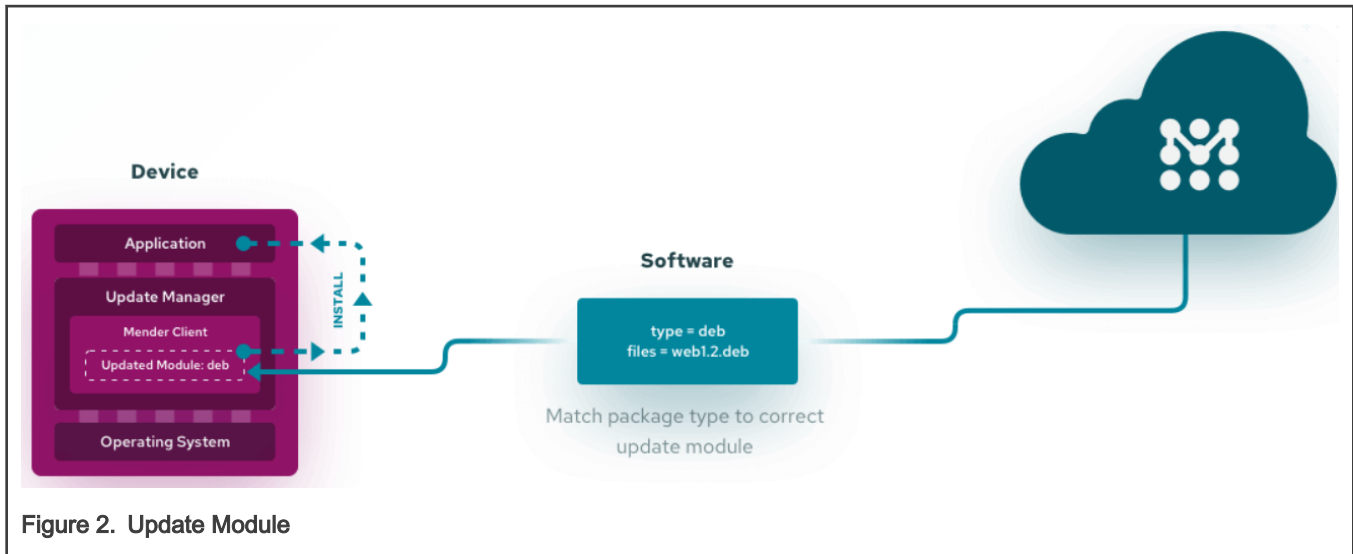 Device
Application
INSTALL
Update Manager
Mender Client
Updated Module: deb
Operating System
Software
type = deb
files = web1.2.deb
Match package type to correct
update module
Figure 2. Update Module